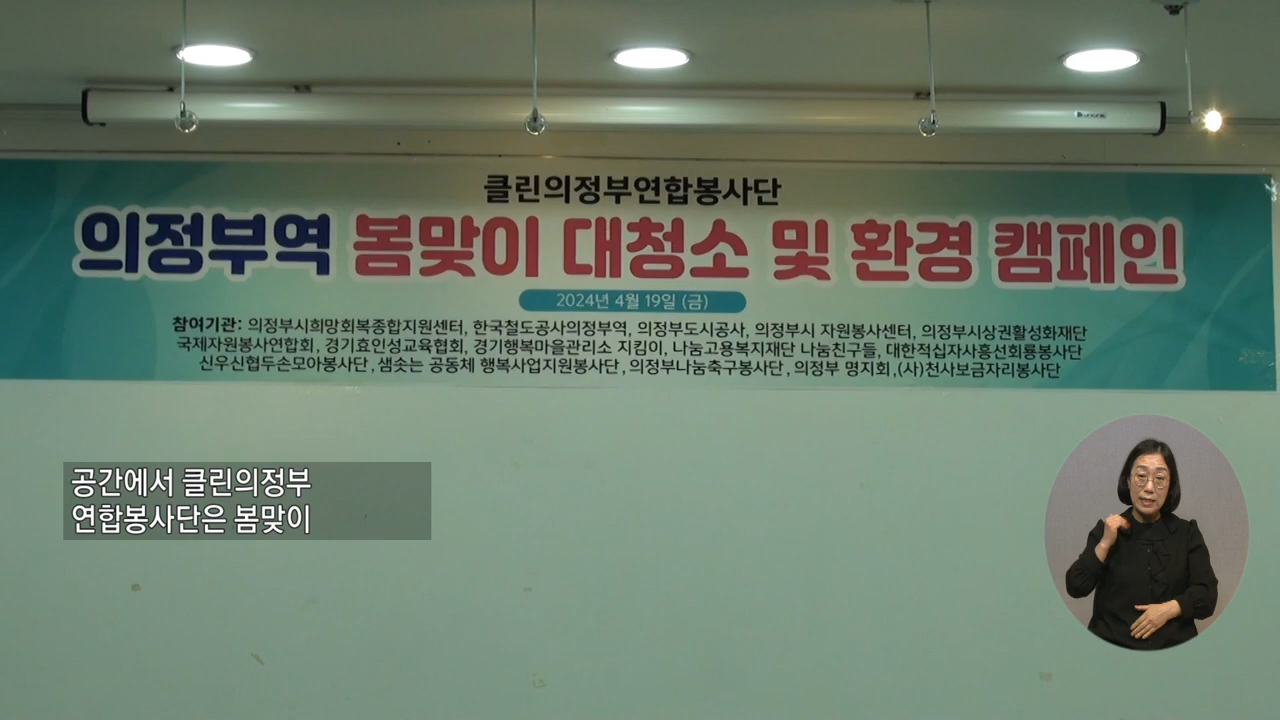 클린의정부연합봉사단
의정부역 봄맞이 대청소 및 환경 캠페인
2024년 4월 19일 (금)
참여기관: 의정부시희망회복종합지원센터, 한국철도공사의정부역, 의정부도시공사, 의정부시 자원봉사센터, 의정부시상권활성화재단
국제자원봉사연합회, 경기효인성교육협회, 경기행복마을관리소 지킴이, 나눔고용복지재단 나눔친구들, 대한적십자사흥선회룡봉사단
신우신협두손모아봉사단, 샘솟는 공동체 행복사업지원봉사단, 의정부나눔축구봉사단, 의정부 명지회,(사)천사보금자리봉사단
공간에서 클린의정부
연합봉사단은 봄맞이